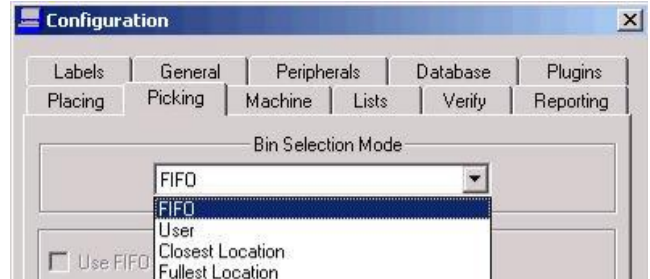 Configuration
Labels General Peripherals Database Plugins
Placing Picking Machine Lists Verify Reporting
Bin Selection Mode
FIFO
FIFO
User
Closest Location
Use FIFO
Fullest Location